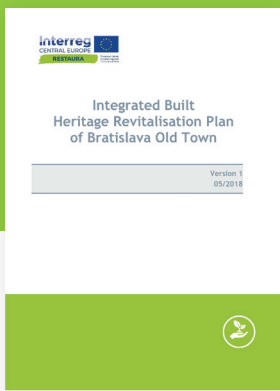 Interreg
CENTRAL EUROPE
RESTAURA
Integrated Built
Heritage Revitalisation Plan
of Bratislava Old Town
Version 1
05/2018